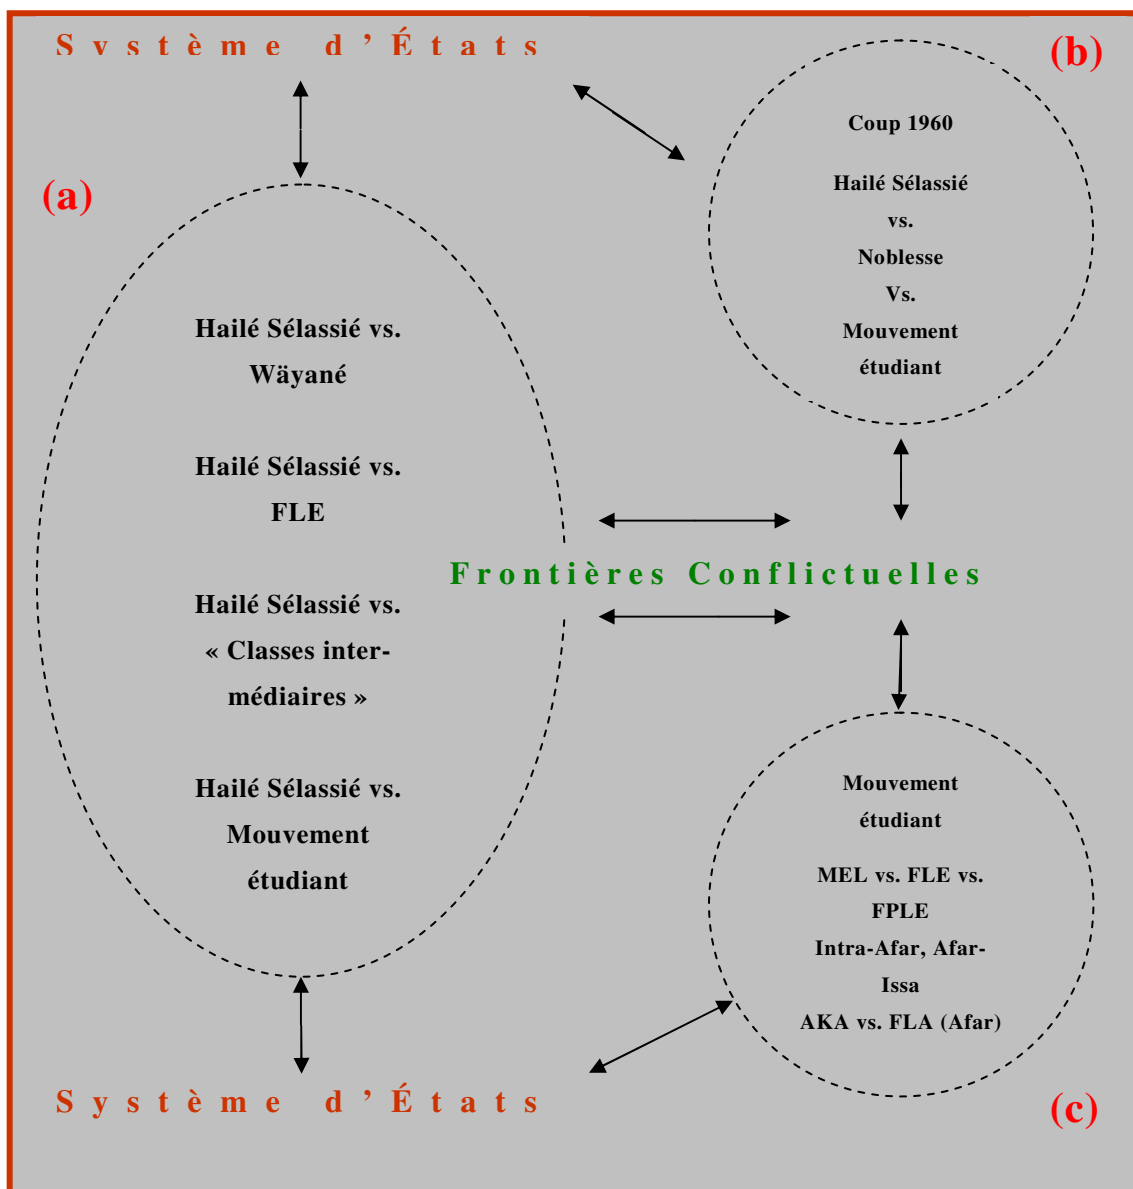 Système d'États
(b)
Coup 1960
Hailé Sélassié
vs.
Noblesse
Vs.
Mouvement
étudiant
(a)
Hailé Sélassié vs.
Wäyané
Hailé Sélassié vs.
FLE
Hailé Sélassié vs.
« Classes inter-
médiaires »
Hailé Sélassié vs.
Mouvement
étudiant
Frontières Conflictuelles
Mouvement
étudiant
MEL vs. FLE vs.
FPLE
Intra-Afar, Afar-
Issa
AKA vs. FLA (Afar)
Système d'États
(c)